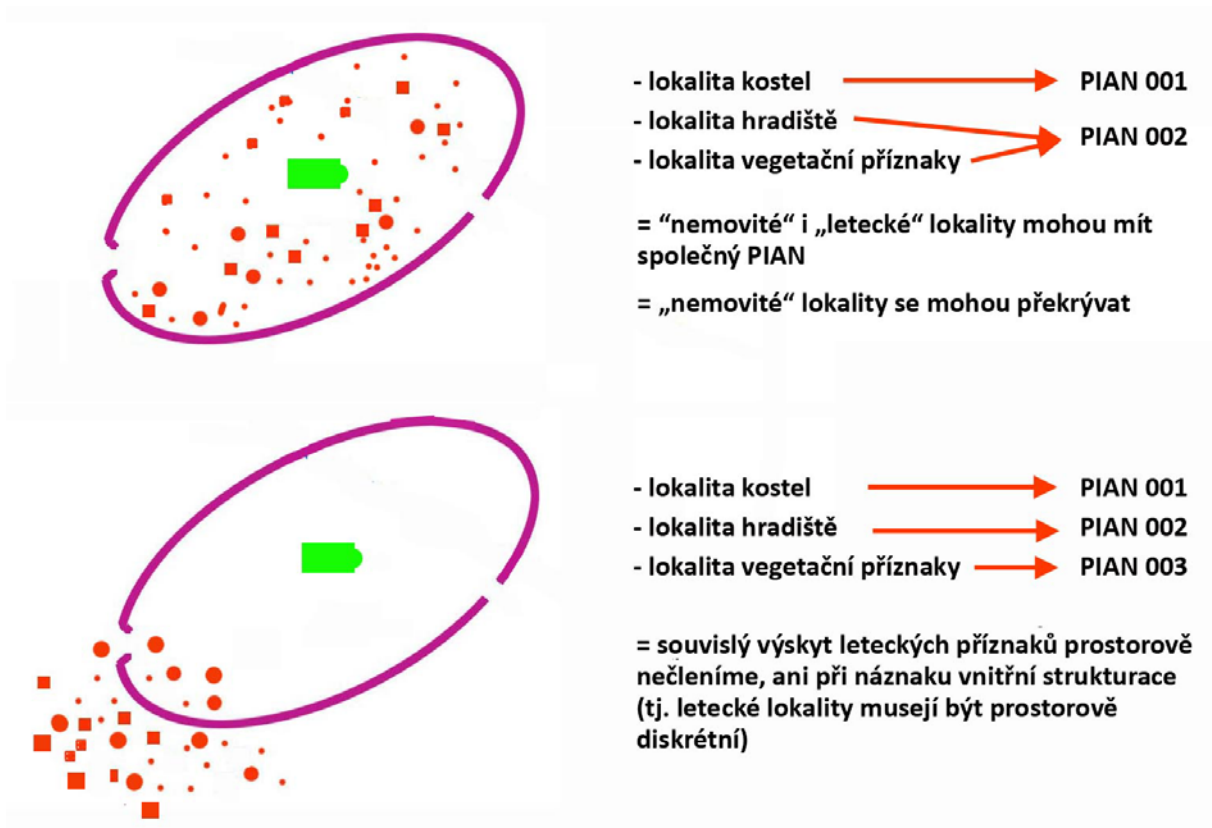 - lokalita kostel PIAN 001
- lokalita hradiště
PIAN 002
- lokalita vegetační příznaky
= “nemovité“ i „letecké“ lokality mohou mít
společný PIAN
= „nemovité“ lokality se mohou překrývat
- lokalita kostel PIAN 001
- lokalita hradiště PIAN 002
- lokalita vegetační příznaky PIAN 003
= souvislý výskyt leteckých příznaků prostorově
nečleníme, ani při náznaku vnitřní strukturace
(tj. letecké lokality musejí být prostorově
diskrétní)